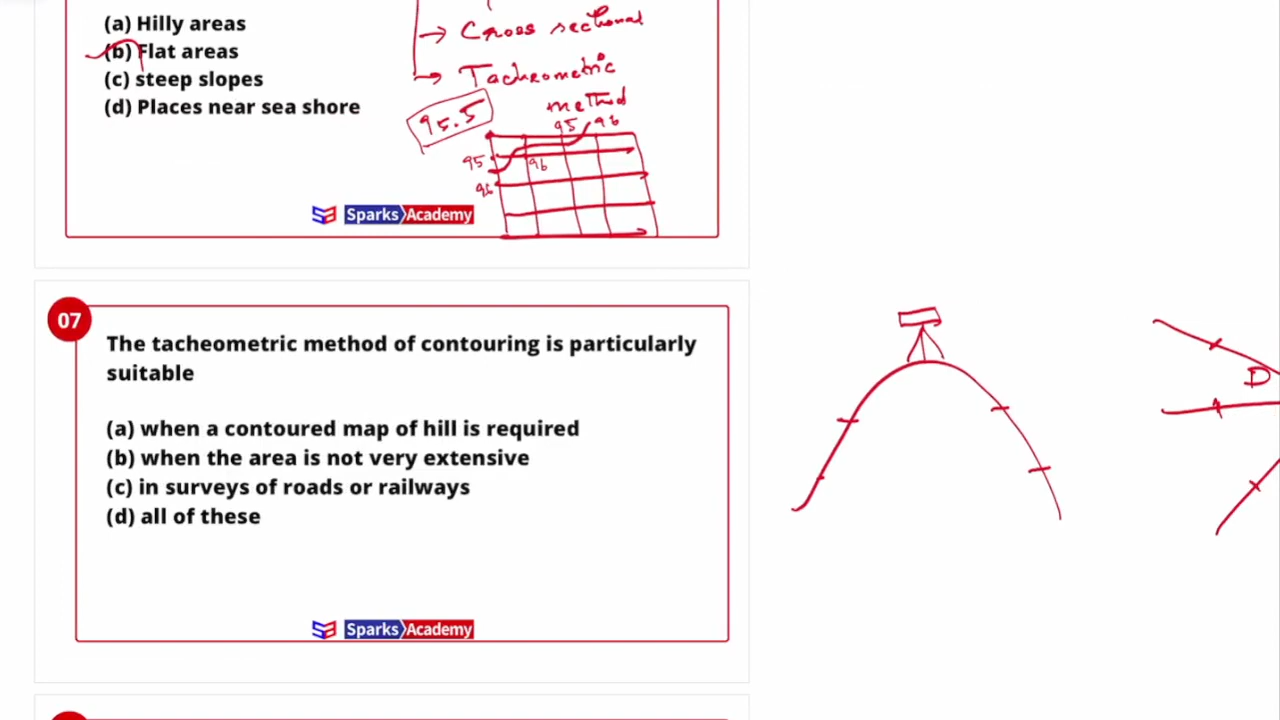 (a) Hilly areas
(b) Flat areas
(c) steep slopes
(d) Places near sea shore
→ Cross sectional
→ Tacheometric
method
95.5
95 96
95
96
96
Sparks Academy
07
The tacheometric method of contouring is particularly
suitable
(a) when a contoured map of hill is required
(b) when the area is not very extensive
(c) in surveys of roads or railways
(d) all of these
Sparks Academy
D